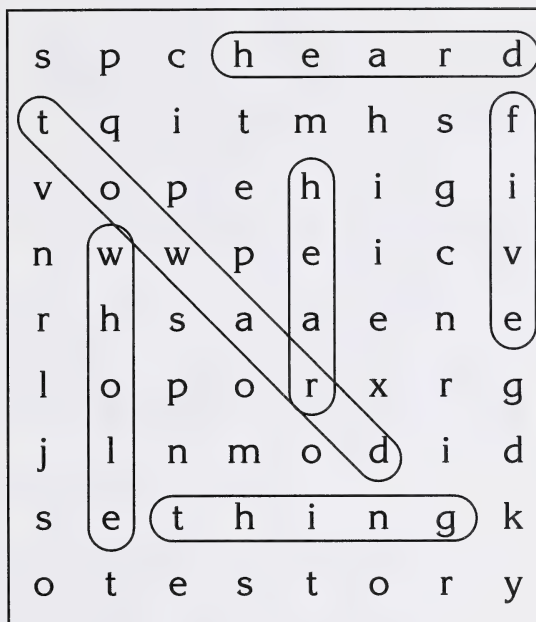 s p c h e a r d
t q i t m h s f
v o p e h i g i
n w w p e i c v
r h s a a e n e
l o p o r x r g
j l n m o d i d
s e t h i n g k
o t e s t o r y